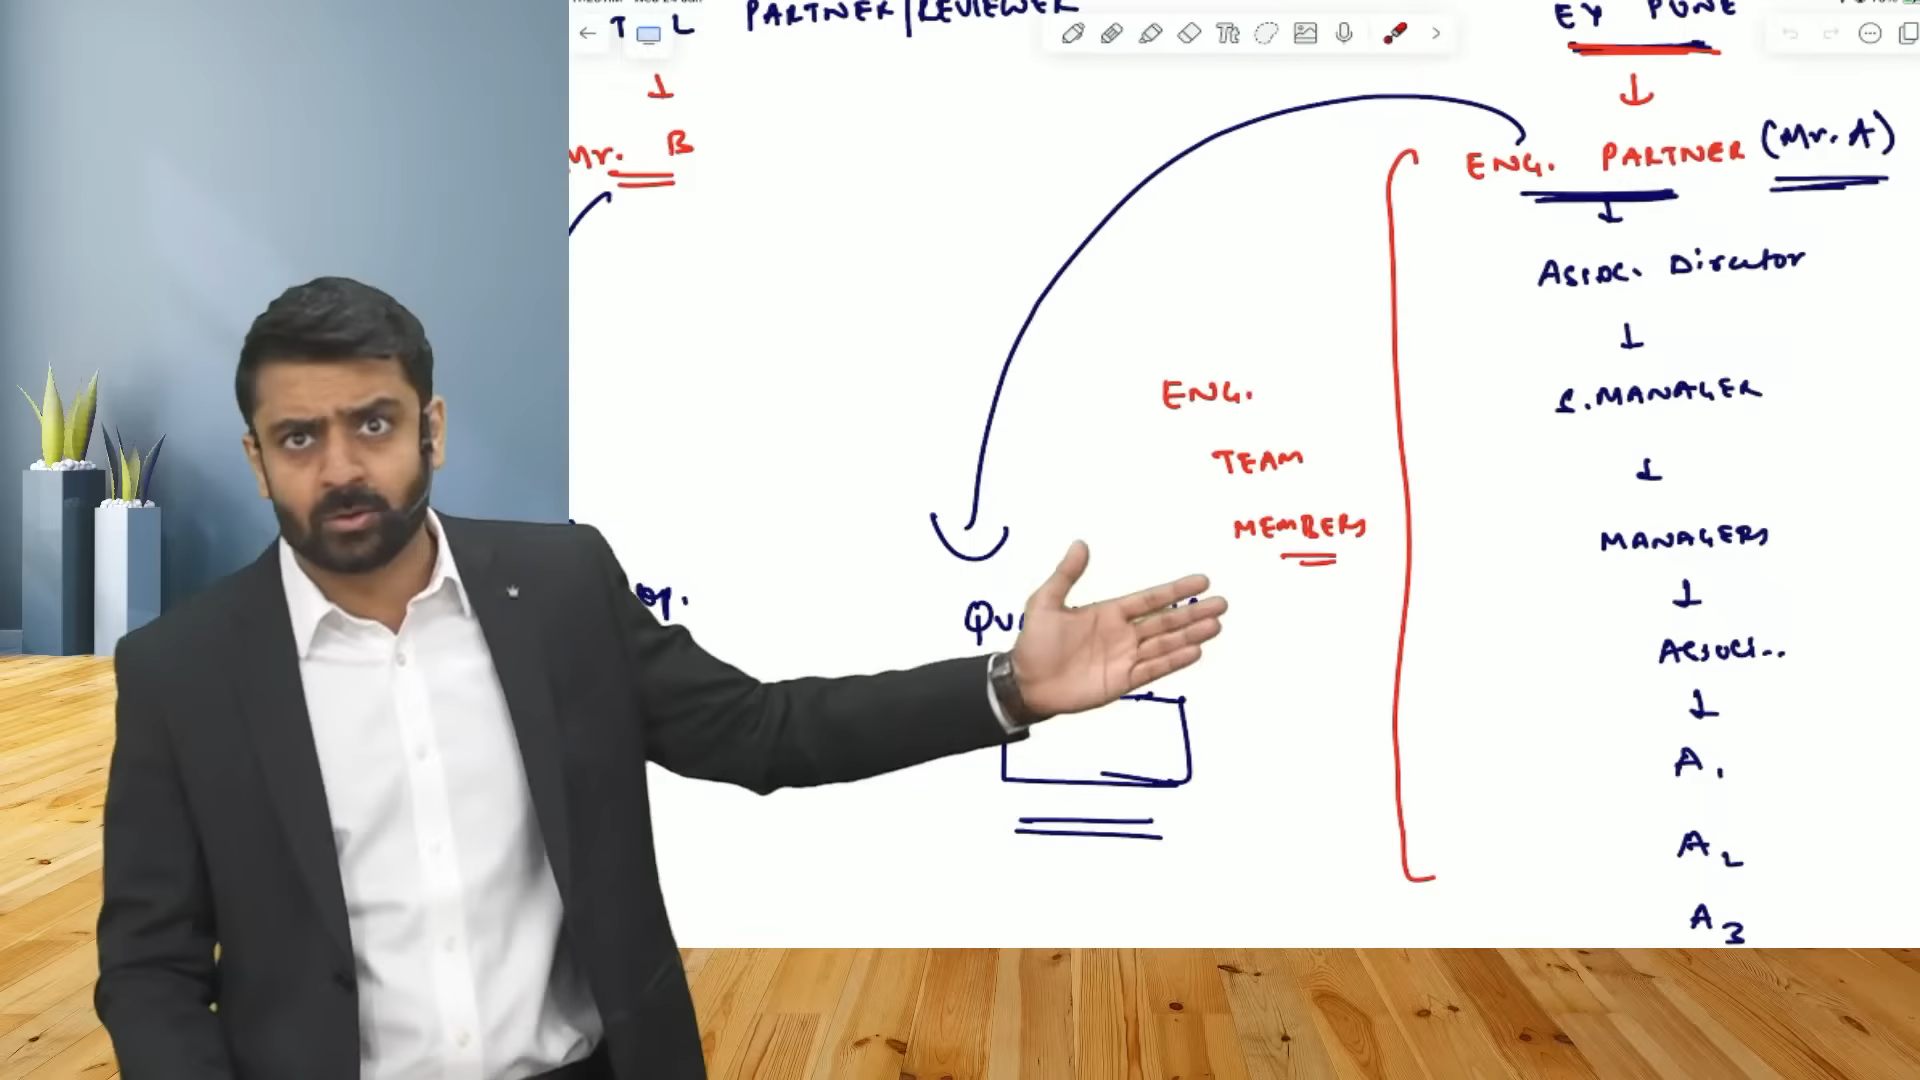 PARTNER/REVIEWER
EY PUNE
Mr. B
ENG. PARTNER (Mr. A)
Assoc. Director
S.MANAGER
ENG.
TEAM
MEMBERS
MANAGERS
Associ..
A1
A2
A3
Tt